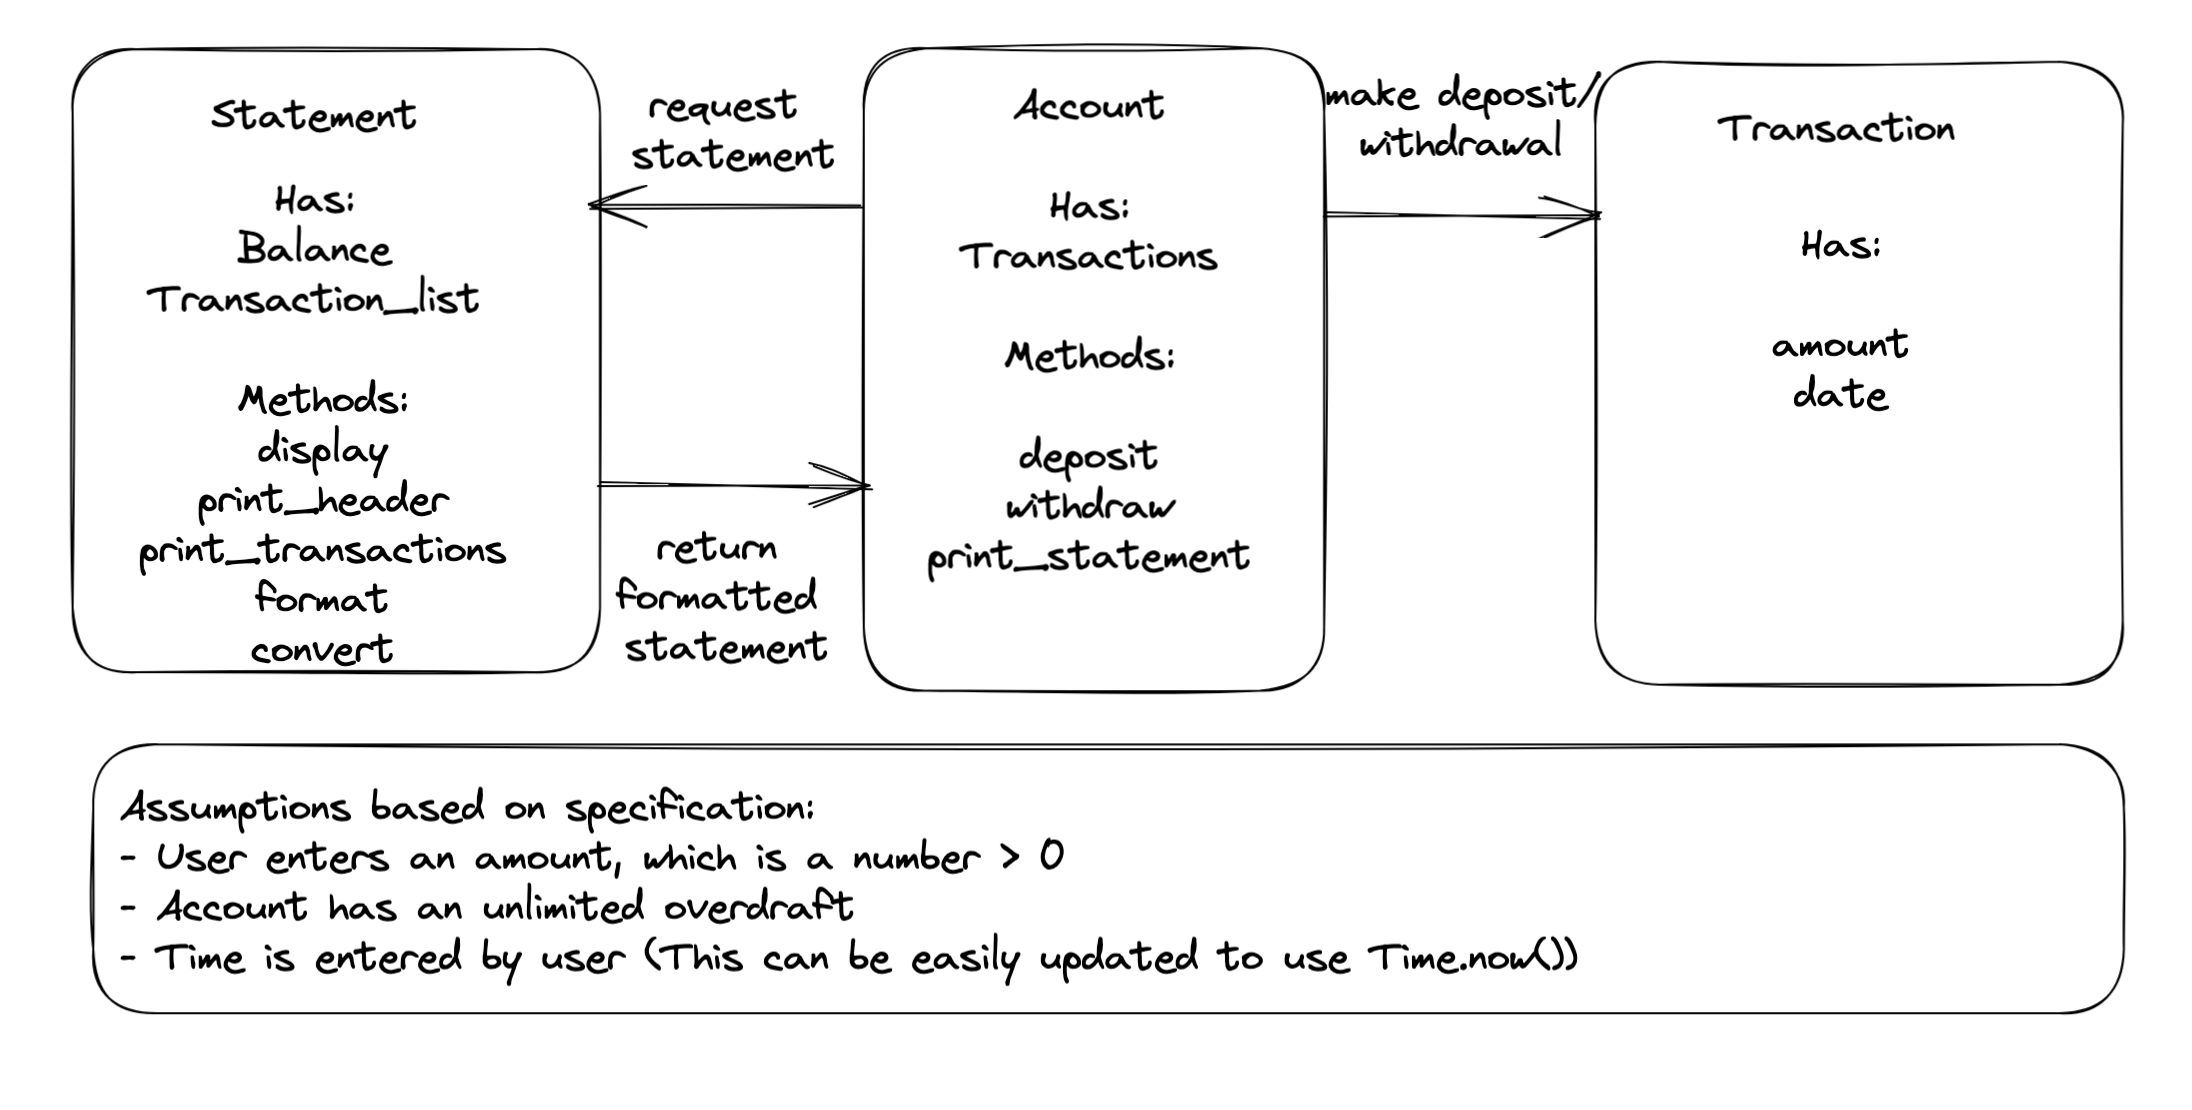 Statement
Has:
Balance
Transaction_list
Methods:
display
print_header
print_transactions
format
convert
request
statement
return
formatted
statement
Account
Has:
Transactions
Methods:
deposit
withdraw
print_statement
make deposit/
withdrawal
Transaction
Has:
amount
date
Assumptions based on specification:
- User enters an amount, which is a number > 0
- Account has an unlimited overdraft
- Time is entered by user (This can be easily updated to use Time.now())